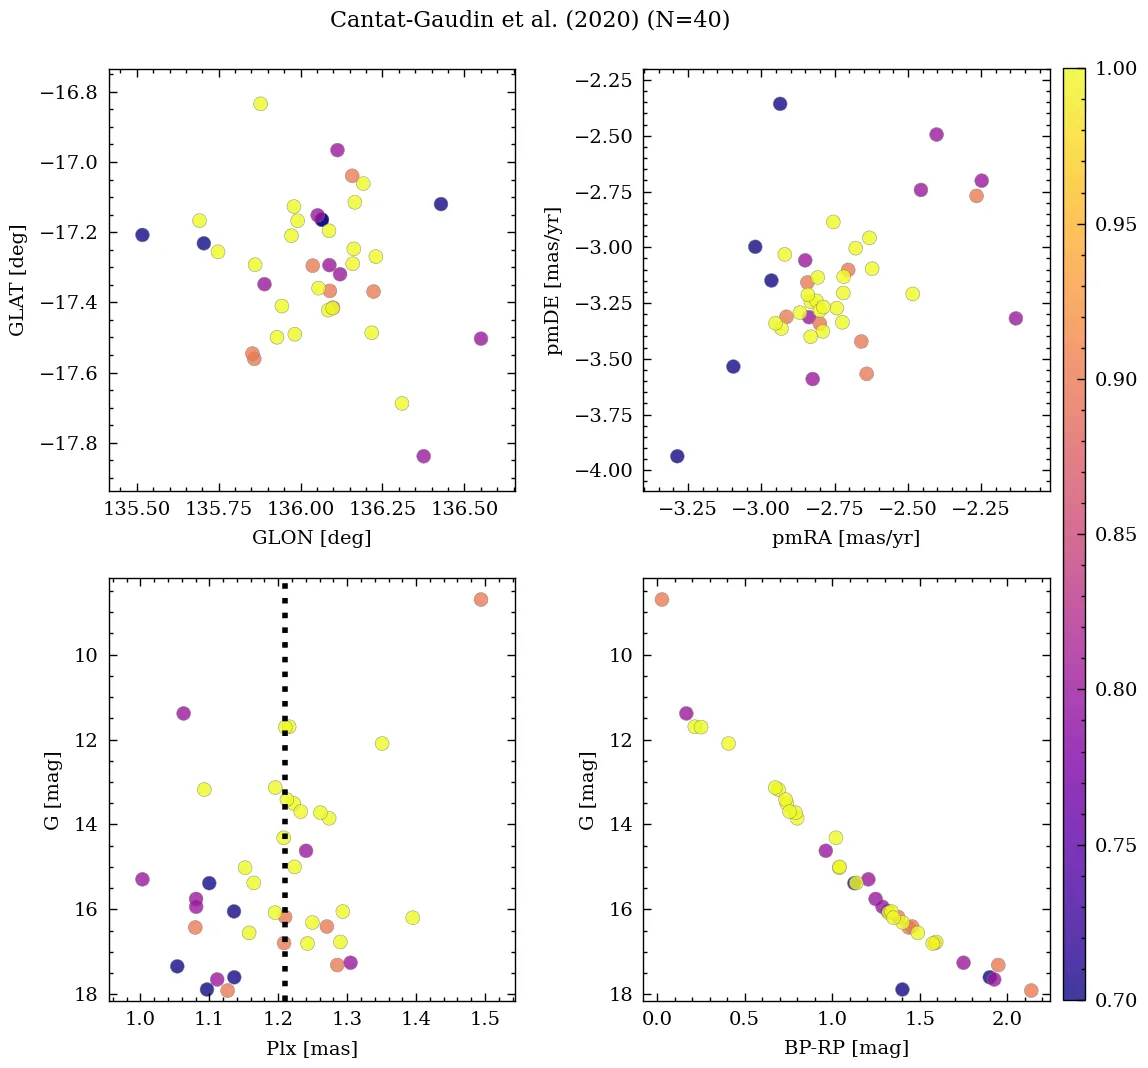 Cantat-Gaudin et al. (2020) (N=40)
GLAT [deg]
−16.8
−17.0
−17.2
−17.4
−17.6
−17.8
135.50 135.75 136.00 136.25 136.50
GLON [deg]
pmDE [mas/yr]
−2.25
−2.50
−2.75
−3.00
−3.25
−3.50
−3.75
−4.00
−3.25 −3.00 −2.75 −2.50 −2.25
pmRA [mas/yr]
G [mag]
10
12
14
16
18
1.0 1.1 1.2 1.3 1.4 1.5
Plx [mas]
G [mag]
10
12
14
16
18
0.0 0.5 1.0 1.5 2.0
BP-RP [mag]
1.00
0.95
0.90
0.85
0.80
0.75
0.70